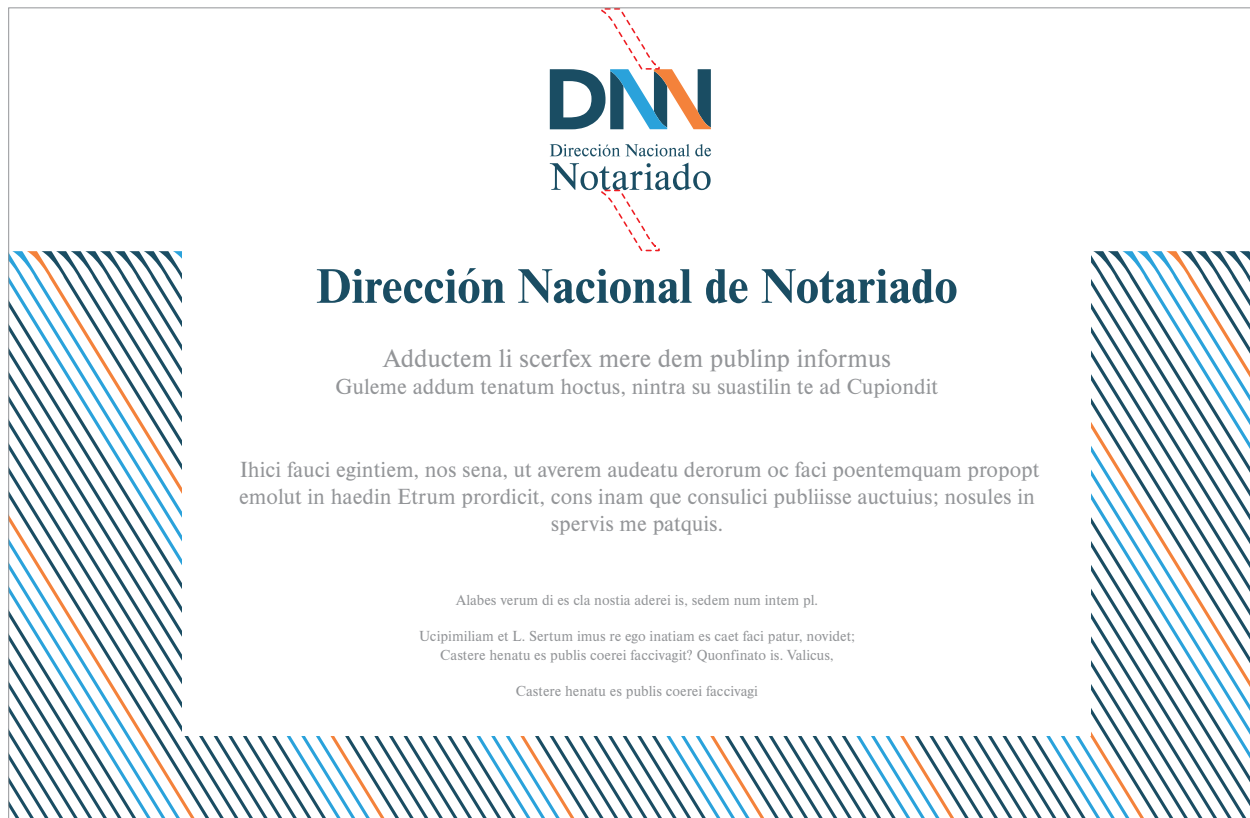 DNN
Dirección Nacional de
Notariado
Dirección Nacional de Notariado
Adductem li scerfex mere dem publinp informus
Guleme addum tenatum hoctus, nintra su suastilin te ad Cupiondit
Ihici fauci egintiem, nos sena, ut averem audeatu derorum oc faci poentemquam propopt
emolut in haedin Etrum prordicit, cons inam que consulici publiisse auctuius; nosules in
spervis me patquis.
Alabes verum di es cla nostia aderei is, sedem num intem pl.
Ucipimiliam et L. Sertum imus re ego inatiam es caet faci patur, novidet;
Castere henatu es publis coerei faccivagit? Quonfinato is. Valicus,
Castere henatu es publis coerei faccivagi